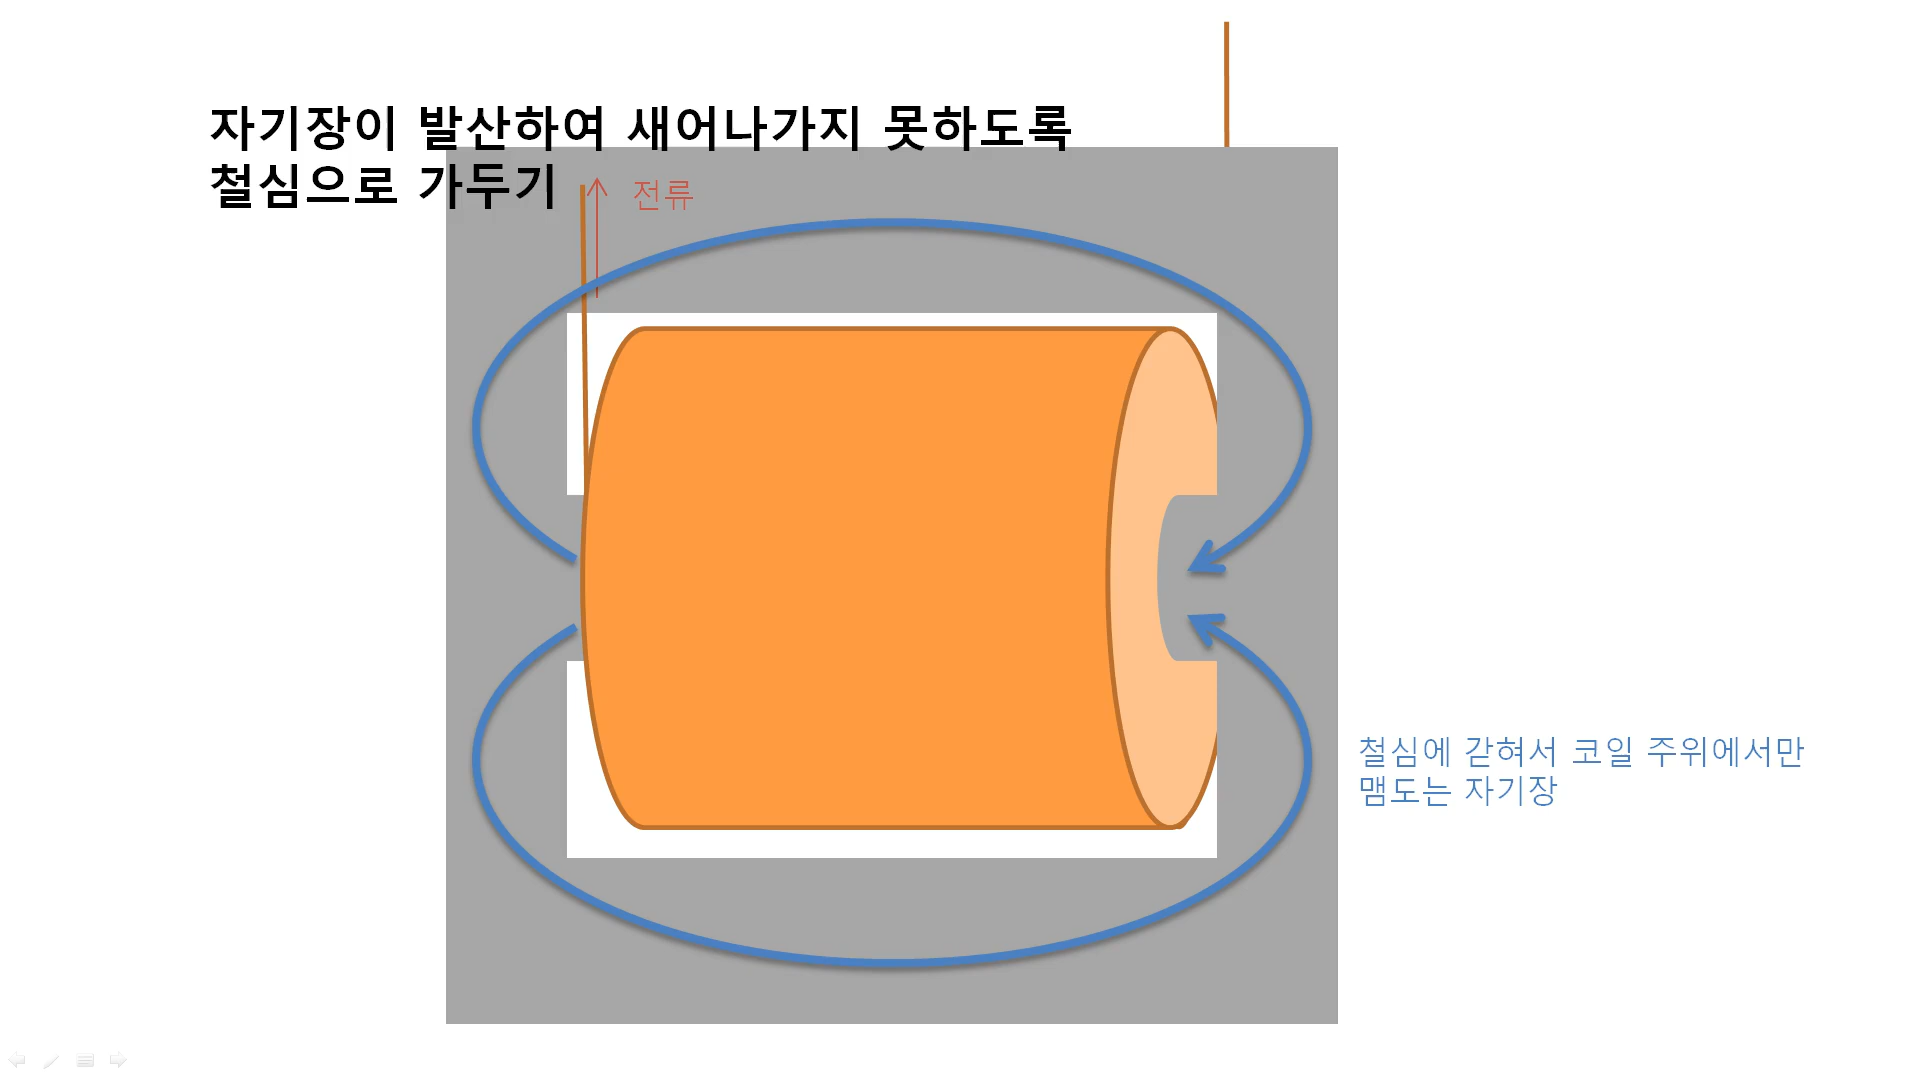 자기장이 발산하여 새어나가지 못하도록
철심으로 가두기
전류
철심에 갇혀서 코일 주위에서만
맴도는 자기장